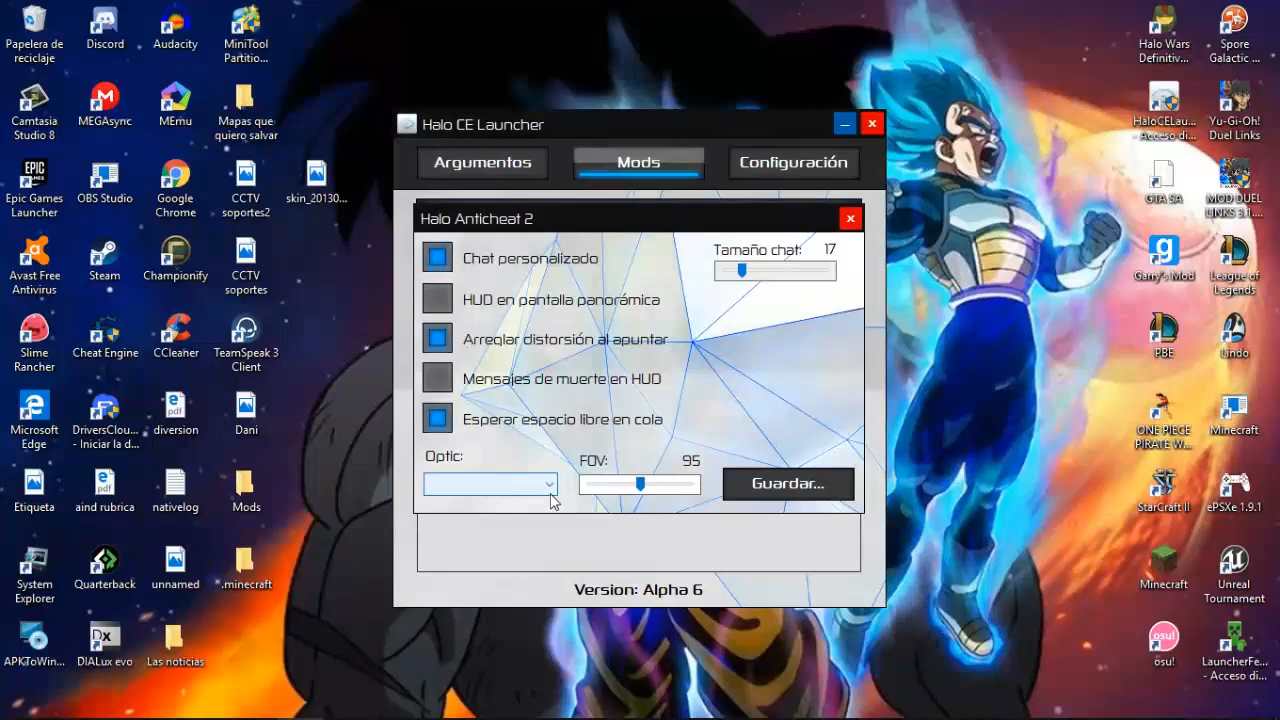 Papelera de
reciclaje
Discord
Audacity
MiniTool
Partitio...
Camtasia
Studio 8
MEGAsync
MEmu
Mapas que
quiero salvar
Epic Games
Launcher
OBS Studio
Google
Chrome
CCTV
soportes2
skin_20130...
Avast Free
Antivirus
Steam
Championify
CCTV
soportes
Slime
Rancher
Cheat Engine
CCleaner
TeamSpeak 3
Client
Microsoft
Edge
DriversClou...
- Iniciar la d...
diversion
Dani
Etiqueta
aind rubrica
nativelog
Mods
System
Explorer
Quarterback
unnamed
.minecraft
APKToWin...
DIALux evo
Las noticias
Halo CE Launcher
Argumentos
Mods
Configuración
Halo Anticheat 2
Chat personalizado
Tamaño chat: 17
HUD en pantalla panorámica
Arreglar distorsión al apuntar
Mensajes de muerte en HUD
Esperar espacio libre en cola
Optic:
FOV: 95
Guardar...
Version: Alpha 6
Halo Wars
Definitiv...
Spore
Galactic ...
HaloCELau...
- Acceso di...
Yu-Gi-Oh!
Duel Links
GTA SA
MOD DUEL
LINKS 3.1....
Garry's Mod
League of
Legends
PBE
Lindo
ONE PIECE
PIRATE W...
Minecraft
StarCraft II
ePSXe 1.9.1
Minecraft
Unreal
Tournament
osu!
osu!
LauncherFe...
- Acceso di...